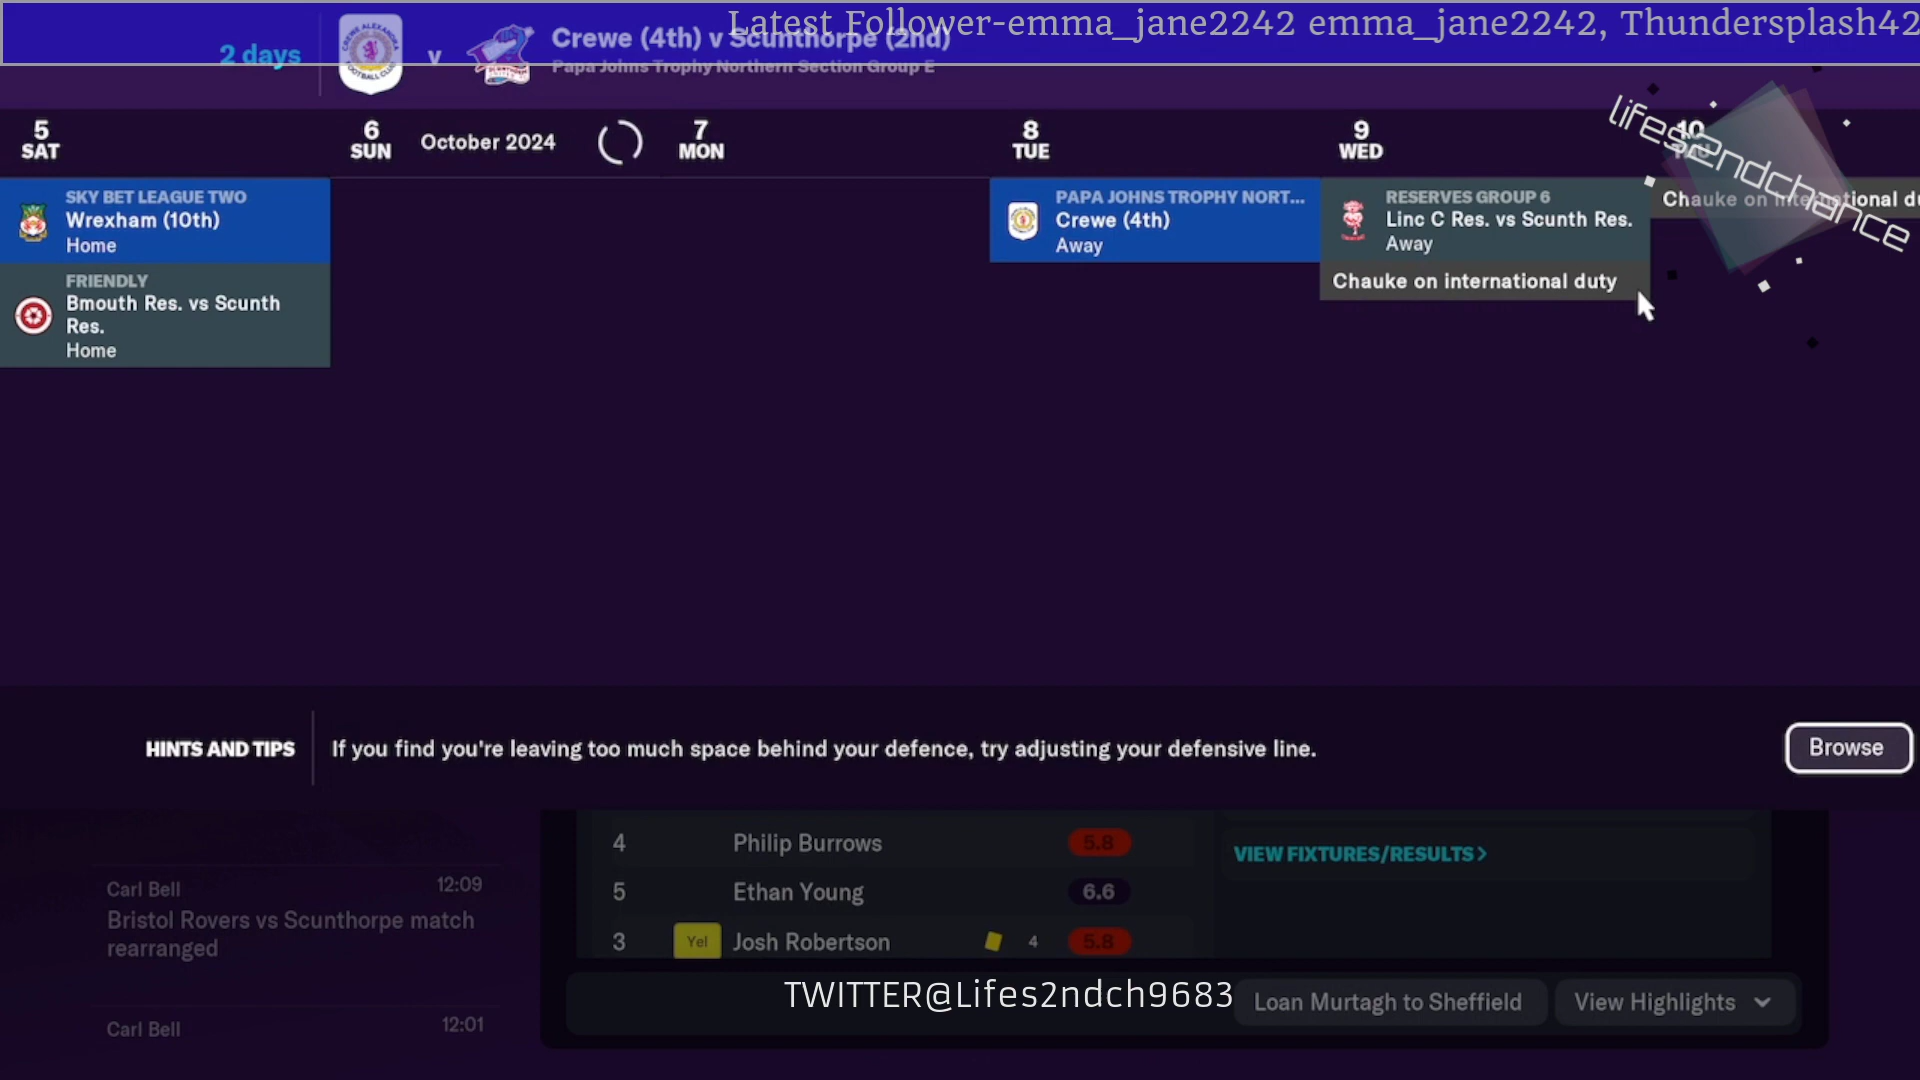 Latest Follower-emma_jane2242 emma_jane2242, Thundersplash42
2 days
v
Crewe (4th) v Scunthorpe (2nd)
Papa Johns Trophy Northern Section Group E
5
SAT
6
SUN
October 2024
7
MON
8
TUE
9
WED
10
THU
lifes2ndchance
SKY BET LEAGUE TWO
Wrexham (10th)
Home
FRIENDLY
Bmouth Res. vs Scunth
Res.
Home
PAPA JOHNS TROPHY NORT...
Crewe (4th)
Away
RESERVES GROUP 6
Linc C Res. vs Scunth Res.
Away
Chauke on international duty
Chauke on international du
HINTS AND TIPS
If you find you're leaving too much space behind your defence, try adjusting your defensive line.
Browse
4 Philip Burrows 5.8
5 Ethan Young 6.6
3 Yel Josh Robertson 4 5.8
VIEW FIXTURES/RESULTS>
Carl Bell 12:09
Bristol Rovers vs Scunthorpe match
rearranged
Carl Bell 12:01
TWITTER@Lifes2ndch9683
Loan Murtagh to Sheffield
View Highlights